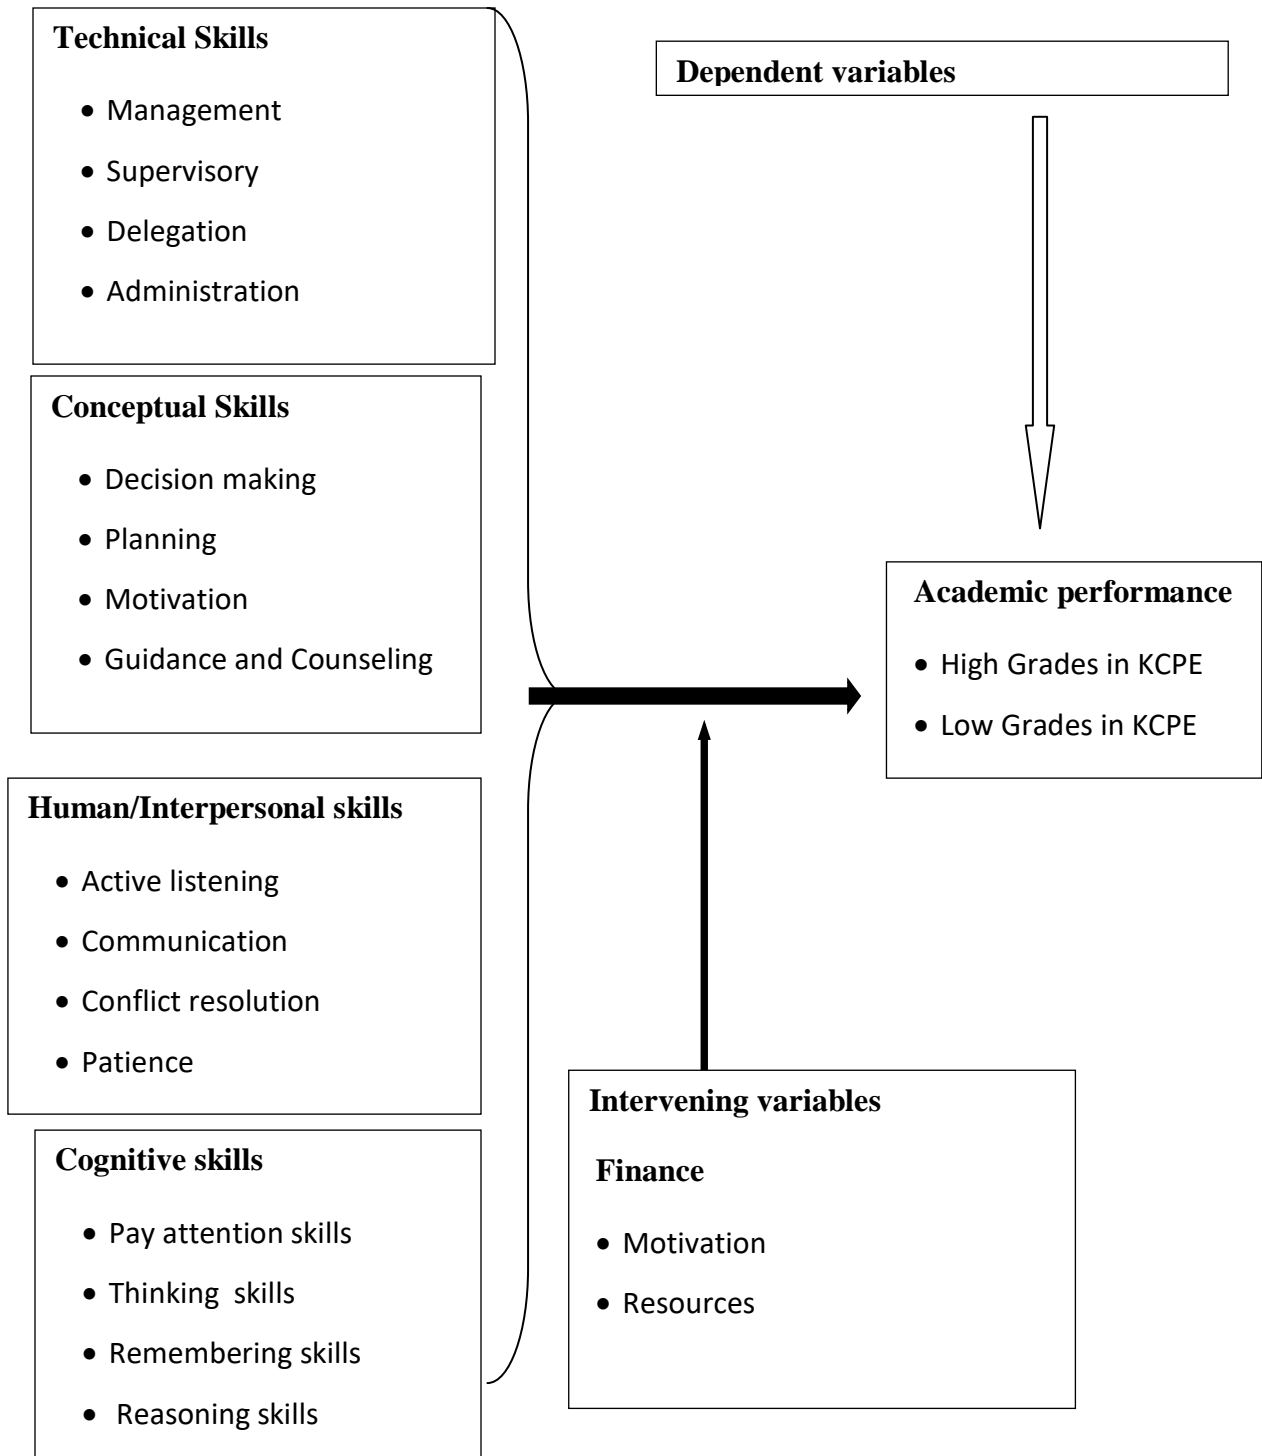 Technical Skills
• Management
• Supervisory
• Delegation
• Administration
Conceptual Skills
• Decision making
• Planning
• Motivation
• Guidance and Counseling
Human/Interpersonal skills
• Active listening
• Communication
• Conflict resolution
• Patience
Cognitive skills
• Pay attention skills
• Thinking skills
• Remembering skills
• Reasoning skills
Dependent variables
Academic performance
• High Grades in KCPE
• Low Grades in KCPE
Intervening variables
Finance
• Motivation
• Resources